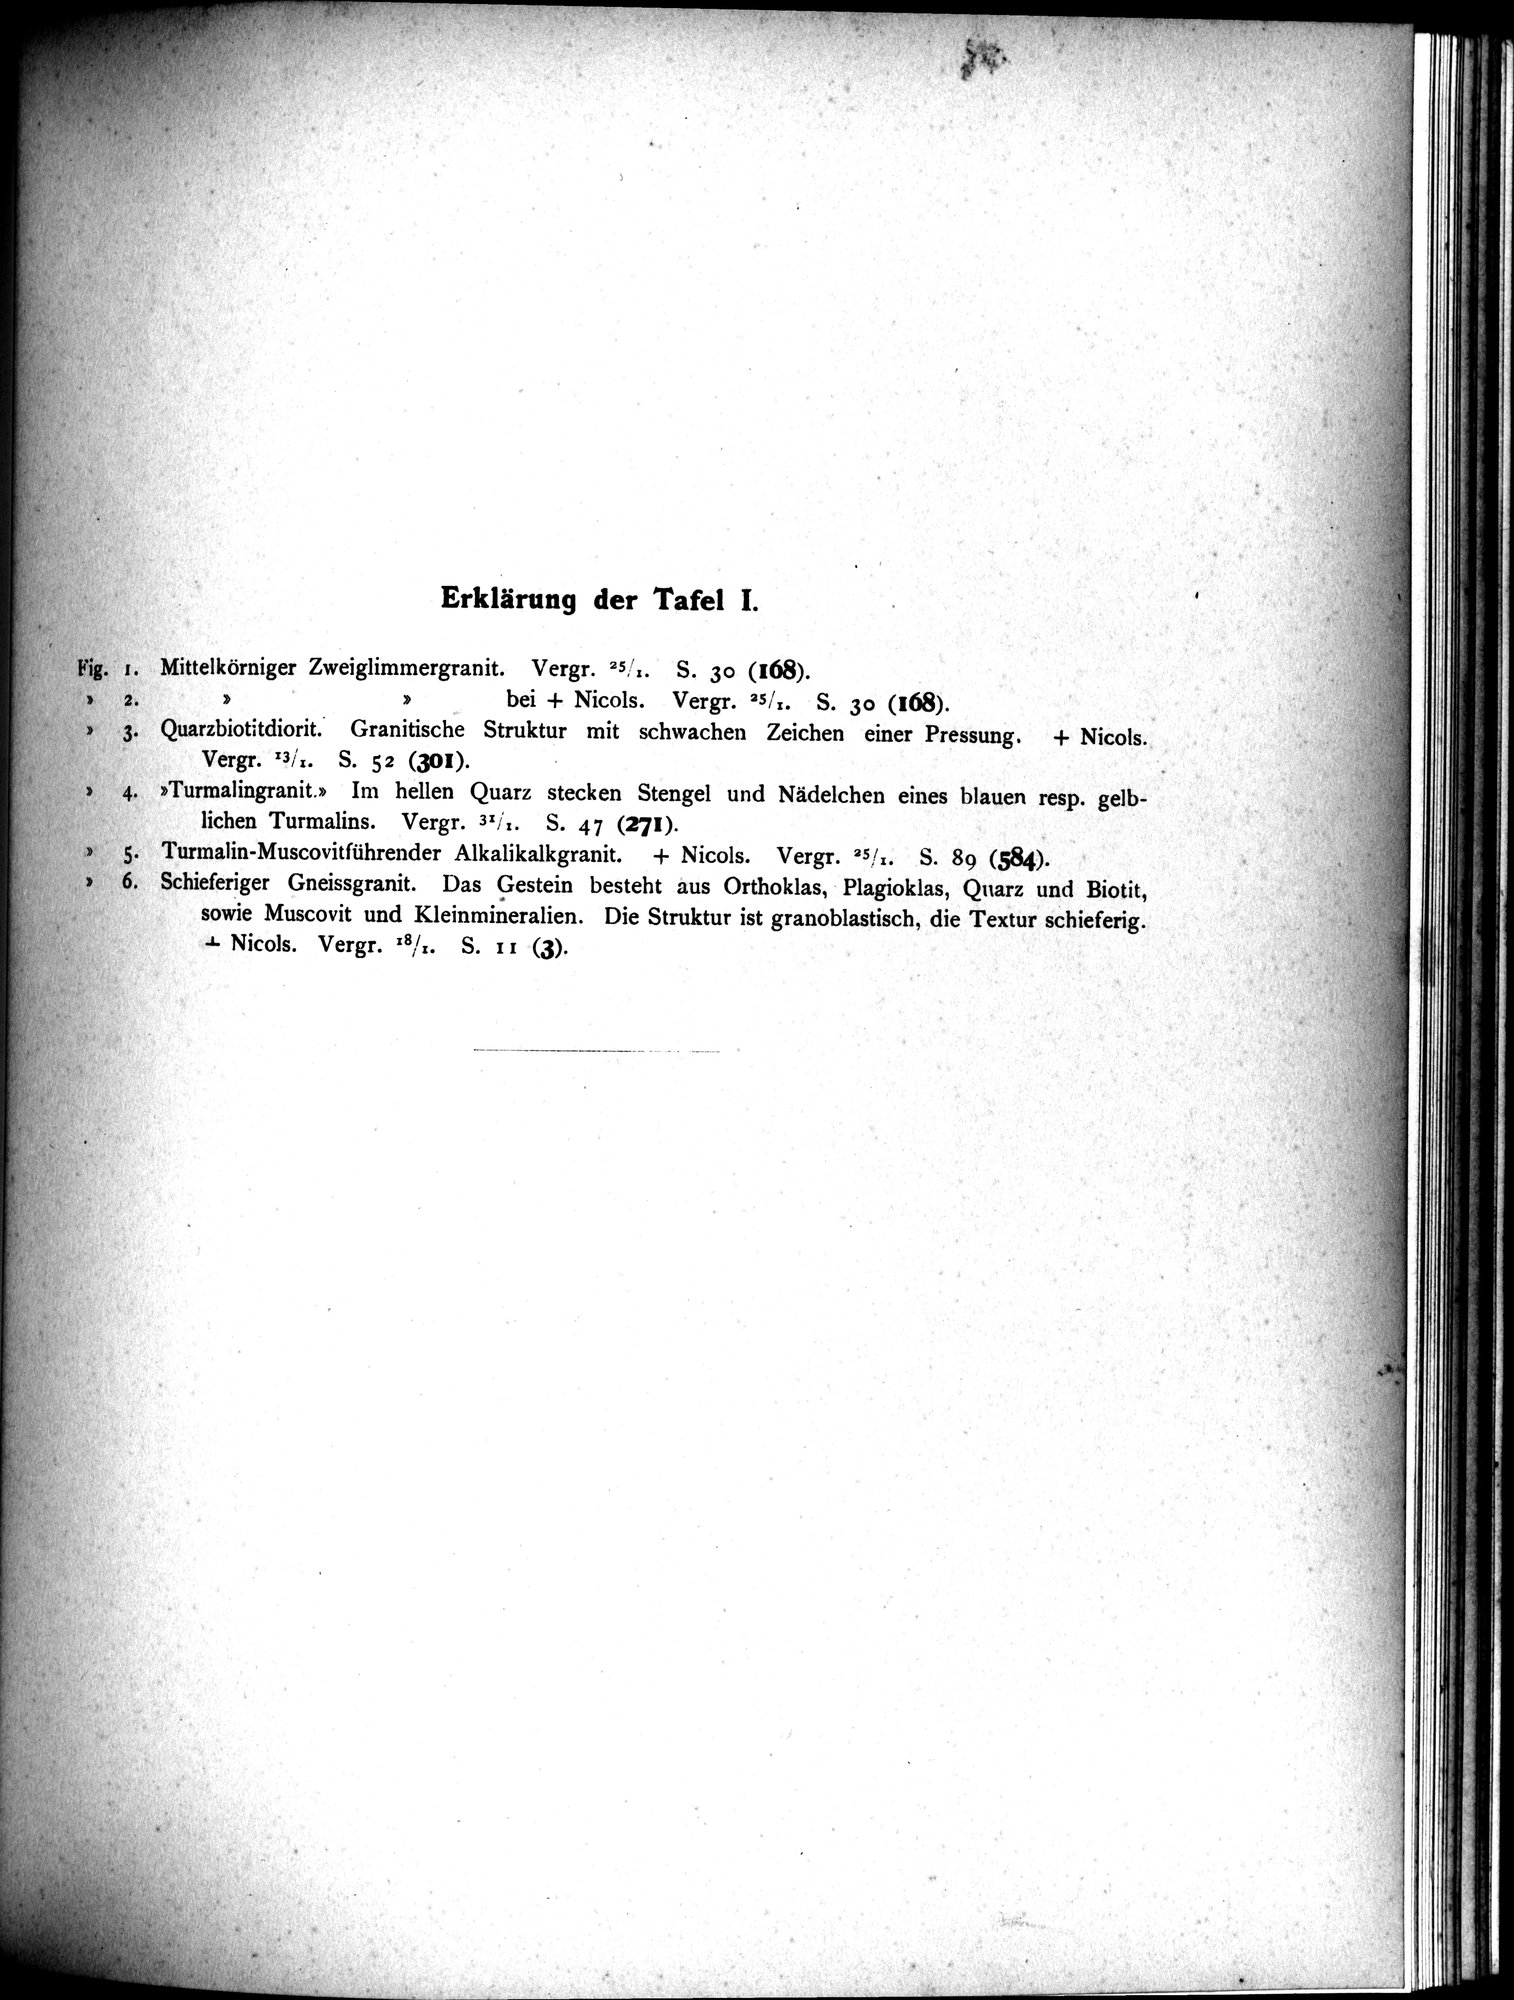 Erklärung der Tafel I.
Fig. 1. Mittelkörniger Zweiglimmergranit. Vergr. ²⁵/₁. S. 30 (168).
» 2. » » bei + Nicols. Vergr. ²⁵/₁. S. 30 (168).
» 3. Quarzbiotitdiorit. Granitische Struktur mit schwachen Zeichen einer Pressung. + Nicols.
Vergr. ¹³/₁. S. 52 (301).
» 4. »Turmalingranit.» Im hellen Quarz stecken Stengel und Nädelchen eines blauen resp. gelb-
lichen Turmalins. Vergr. ³¹/₁. S. 47 (271).
» 5. Turmalin-Muscovitführender Alkalikalkgranit. + Nicols. Vergr. ²⁵/₁. S. 89 (584).
» 6. Schieferiger Gneissgranit. Das Gestein besteht aus Orthoklas, Plagioklas, Quarz und Biotit,
sowie Muscovit und Kleinmineralien. Die Struktur ist granoblastisch, die Textur schieferig.
+ Nicols. Vergr. ¹⁸/₁. S. 11 (3).